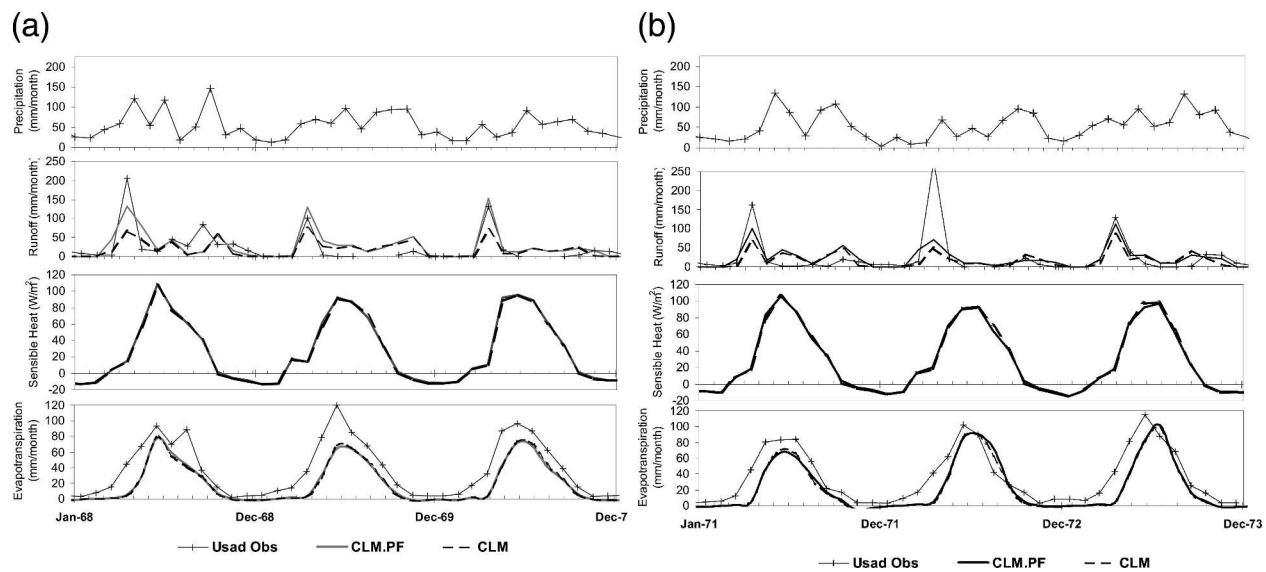 (a)
Precipitation
(mm/month)
200
150
100
50
0
Runoff (mm/month)
250
200
150
100
50
0
Sensible Heat (W/m²)
120
100
80
60
40
20
0
-20
Evapotranspiration
(mm/month)
120
100
80
60
40
20
0
Jan-68
Dec-68
Dec-69
Dec-7
Usad Obs
CLM.PF
CLM
(b)
Precipitation
(mm/month)
200
150
100
50
0
Runoff (mm/month)
250
200
150
100
50
0
Sensible Heat (W/m²)
120
100
80
60
40
20
0
-20
Evapotranspiration
(mm/month)
120
100
80
60
40
20
0
Jan-71
Dec-71
Dec-72
Dec-73
Usad Obs
CLM.PF
CLM